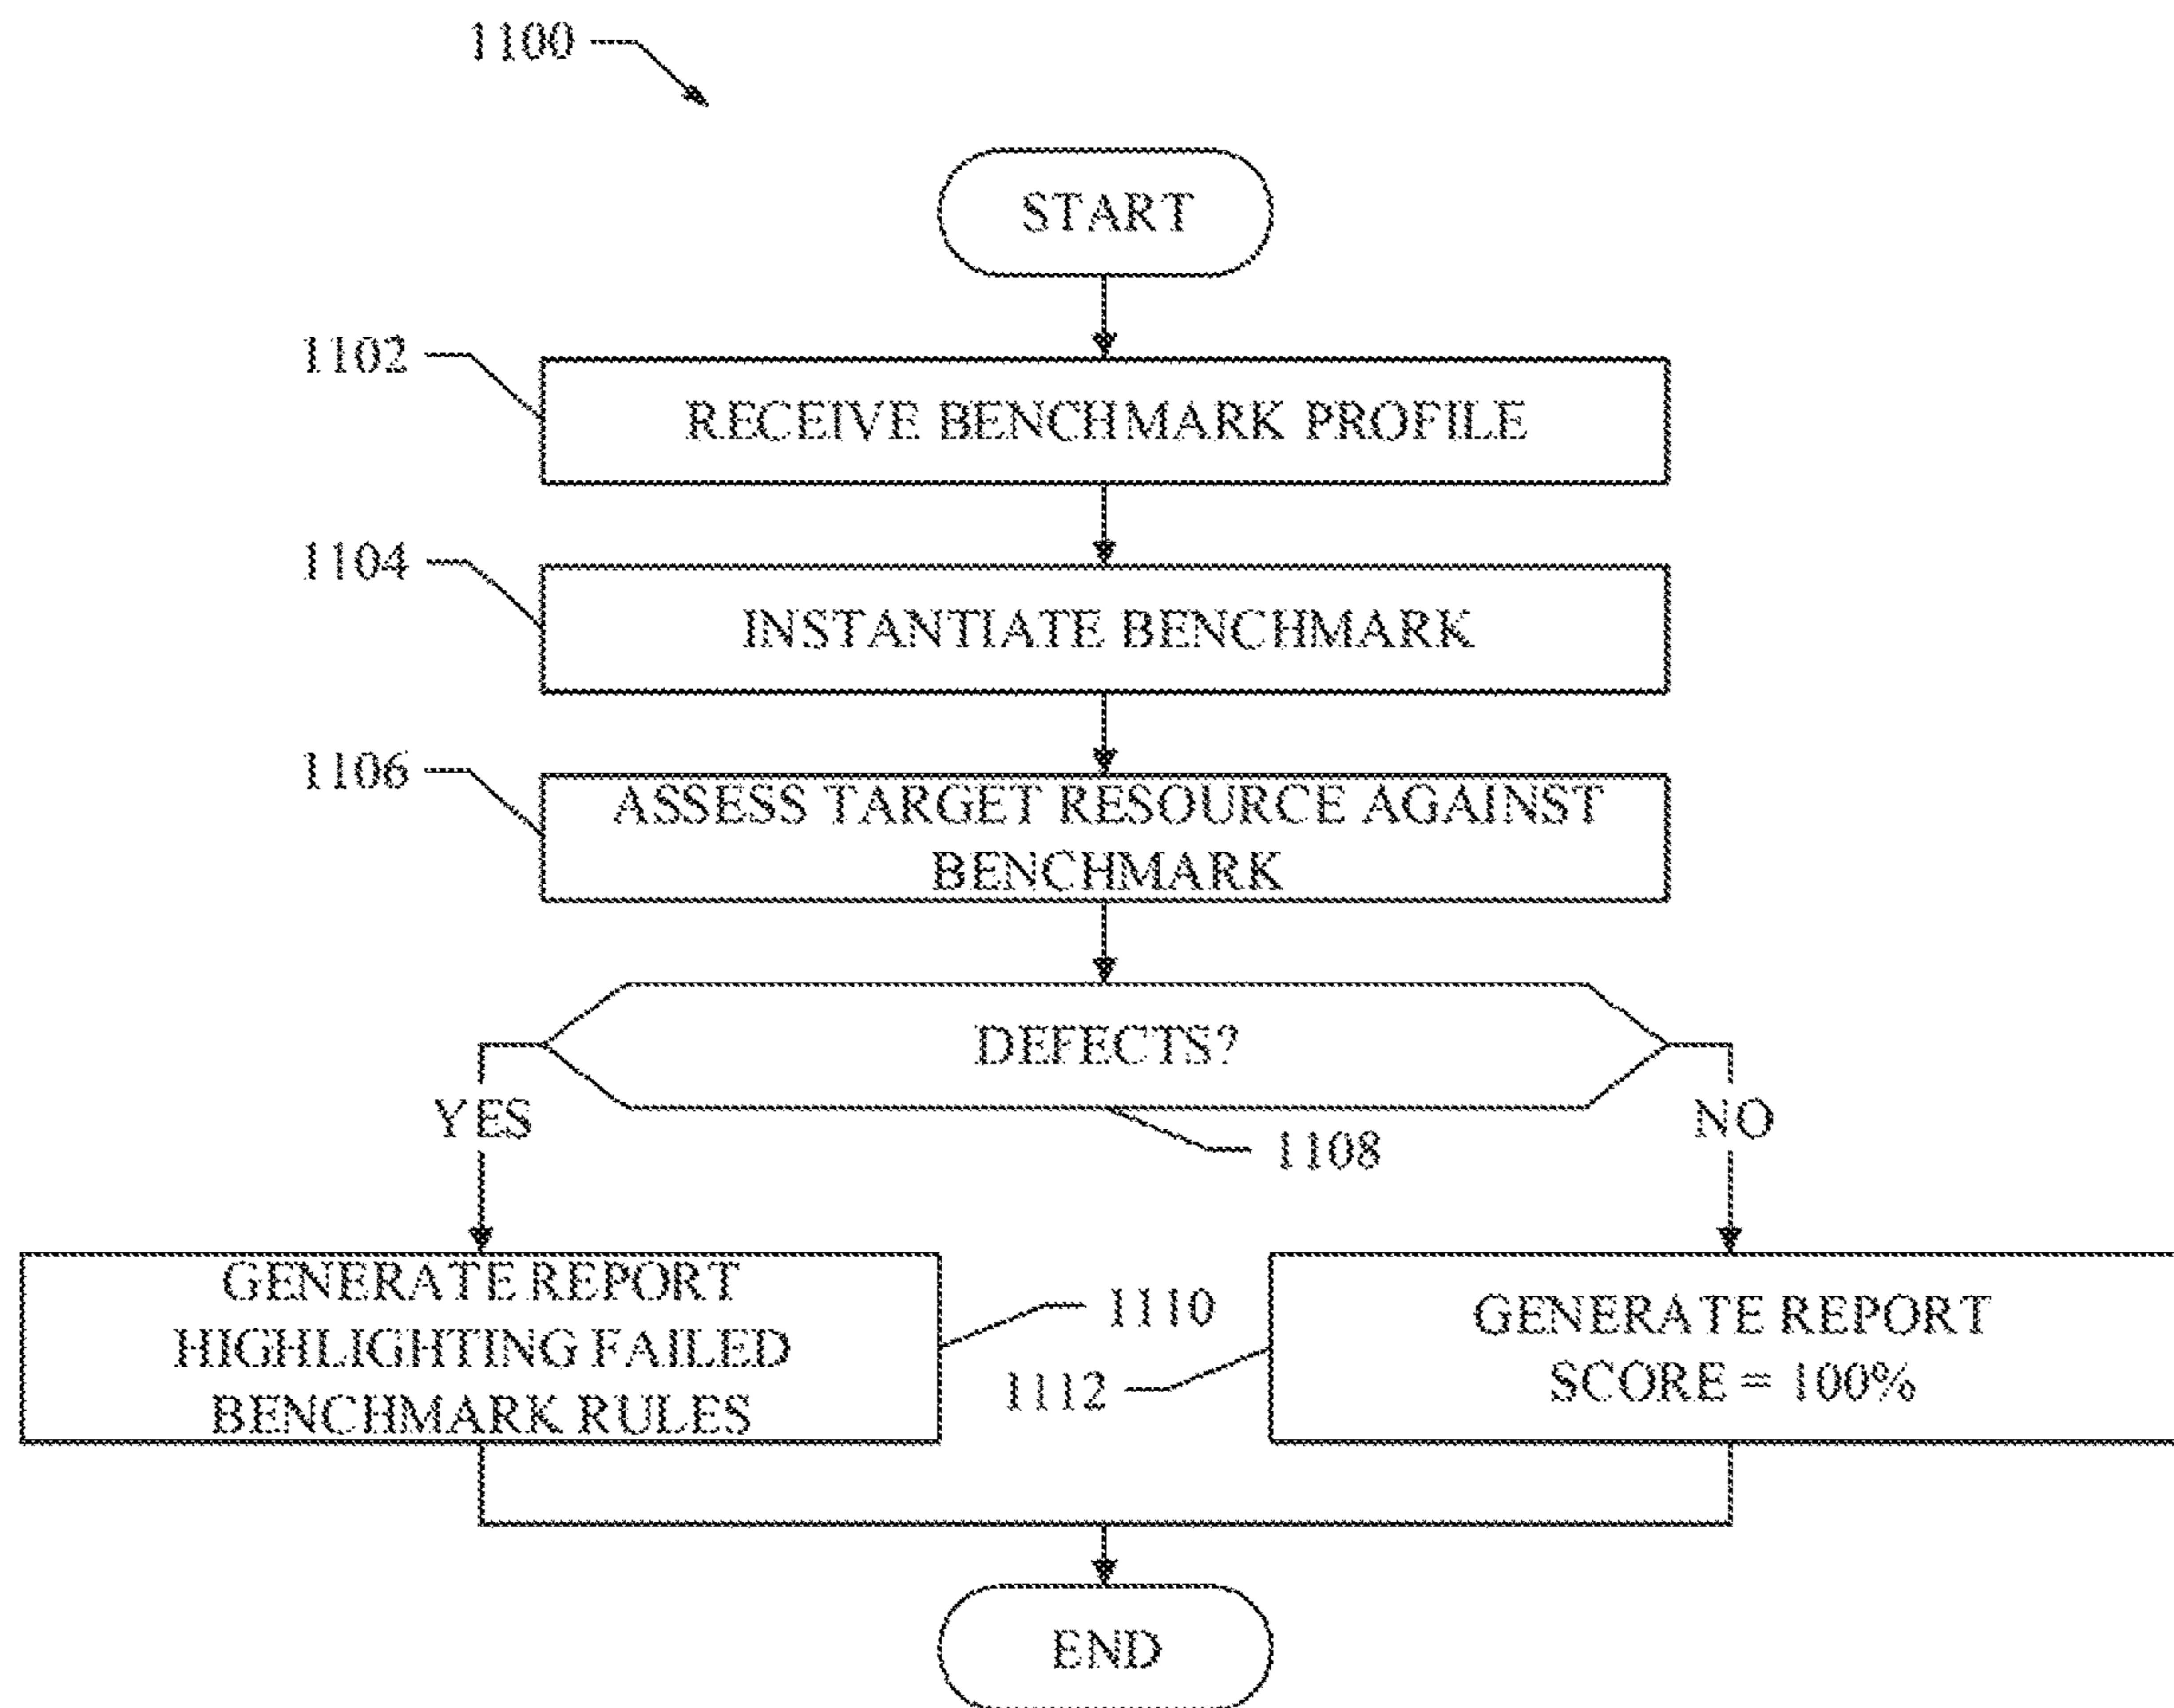 1100
START
1102
RECEIVE BENCHMARK PROFILE
1104
INSTANTIATE BENCHMARK
1106
ASSESS TARGET RESOURCE AGAINST
BENCHMARK
DEFECTS?
YES
NO
1108
GENERATE REPORT
HIGHLIGHTING FAILED
BENCHMARK RULES
1110
1112
GENERATE REPORT
SCORE = 100%
END